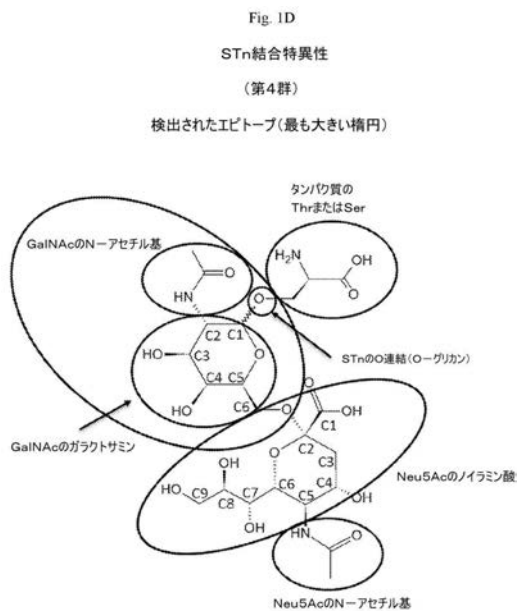 Fig. 1D
STn結合特異性
(第4群)
検出されたエピトープ(最も大きい楕円)
タンパク質の
ThrまたはSer
GalNAcのN－アセチル基
H₂N
OH
O
O
HN
O
STnのO連結(O－グリカン)
C1
C2
HO
C3
O
C4
C5
HO
C6
O
O
OH
C1
GalNAcのガラクトサミン
C2
O
C3
Neu5Acのノイラミン酸
OH
C6
C4
HO
C9
C8
C7
C5
OH
OH
HN
O
Neu5AcのN－アセチル基